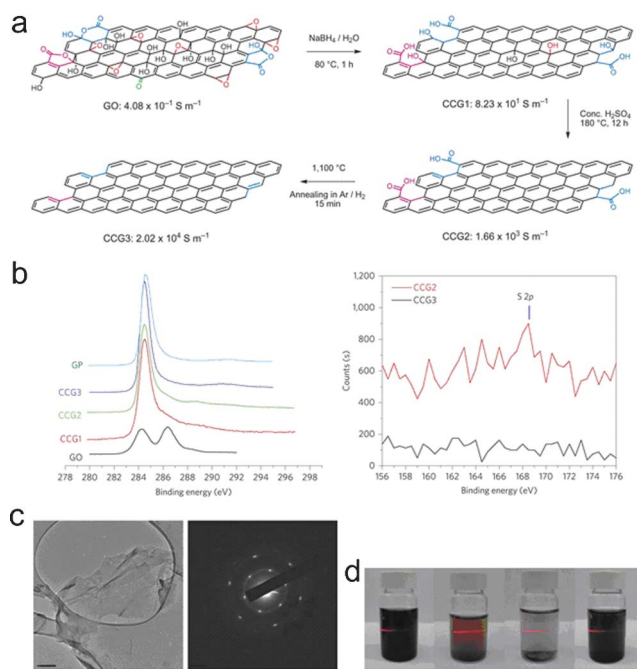 a
NaBH4 / H2O
80 °C, 1 h
GO: 4.08 x 10⁻¹ S m⁻¹
CCG1: 8.23 x 10¹ S m⁻¹
Conc. H2SO4
180 °C, 12 h
1,100 °C
Annealing in Ar / H2
15 min
CCG3: 2.02 x 10⁴ S m⁻¹
CCG2: 1.66 x 10³ S m⁻¹
b
GP
CCG3
CCG2
CCG1
GO
278 280 282 284 286 288 290 292 294 296 298
Binding energy (eV)
CCG2
CCG3
S 2p
1,200
1,000
800
600
400
200
0
Counts (s)
156 158 160 162 164 166 168 170 172 174 176
Binding energy (eV)
c
d